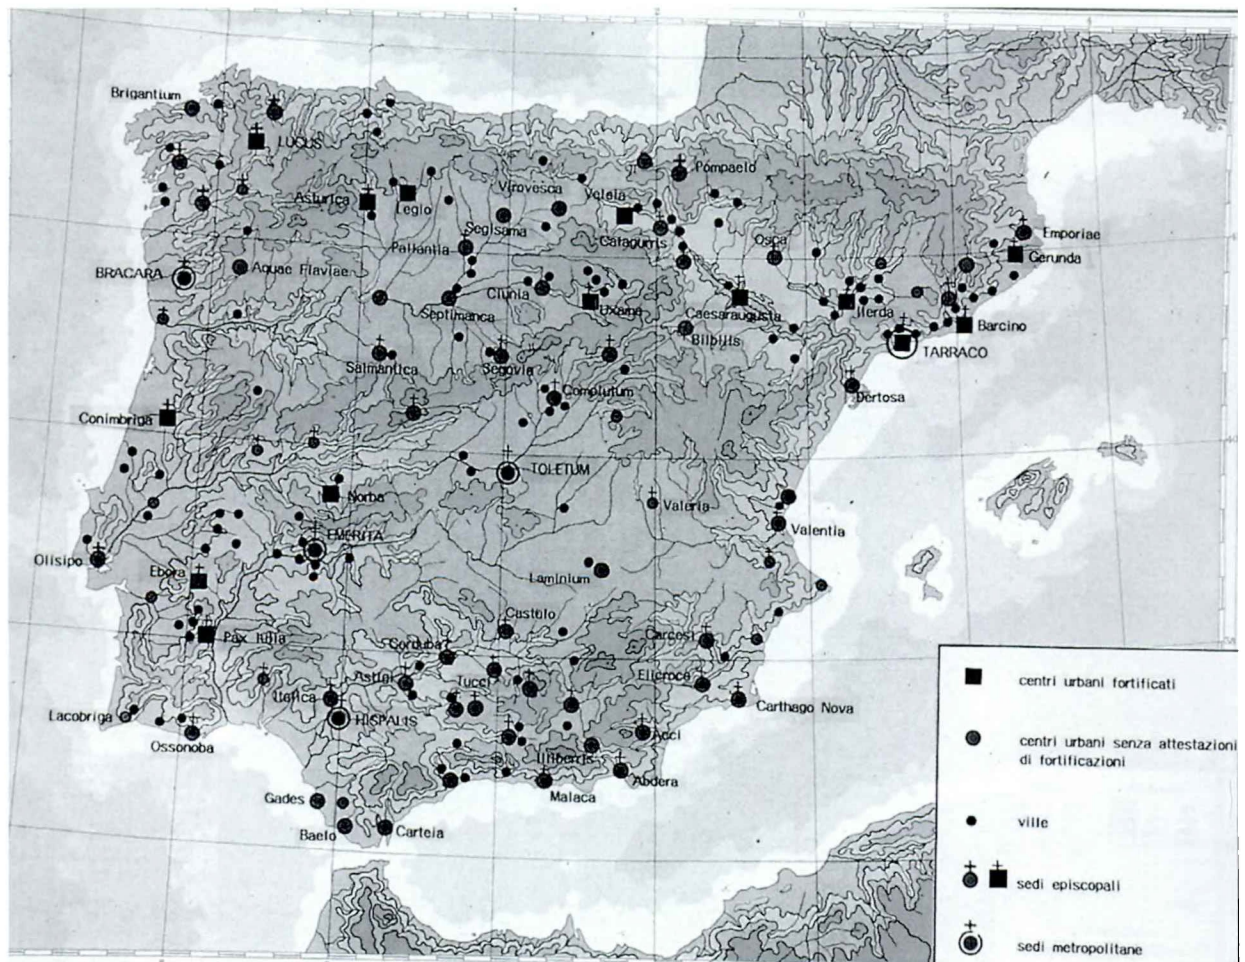 Brigantium
LUCUS
Pompaelo
Virovesca
Veleia
Asturica
Legio
Segisama
Emporiae
Pallantia
Calagurris
Osca
Gerunda
BRACARA
Aquae Flaviae
Clunia
Uxama
Septimanca
Caesaraugusta
Ilerda
Barcino
Bilbilis
TARRACO
Salmantica
Segovia
Complutum
Dertosa
Conimbriga
40
TOLETUM
Norba
Valeria
Valentia
EMERITA
Olisipo
Ebora
Laminium
Castulo
Pax Iulia
Corduba
Carcesi
Astigi
Tucci
Eliocroca
Italica
Carthago Nova
Lacobriga
HISPALIS
Acci
Ossonoba
Illiberris
Abdera
Gades
Malaca
Baelo
Carteia
centri urbani fortificati
centri urbani senza attestazioni
di fortificazioni
ville
sedi episcopali
sedi metropolitane